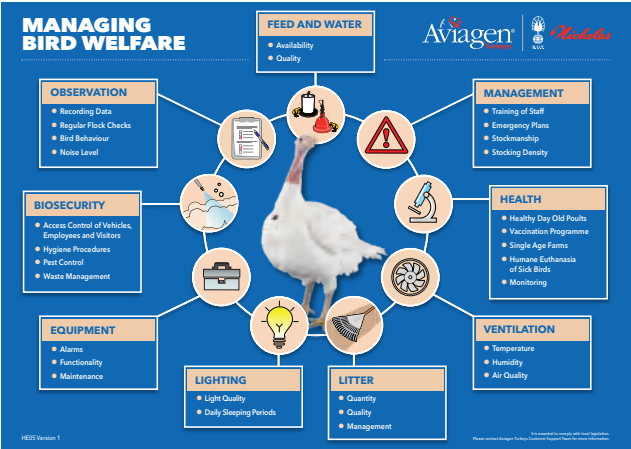 MANAGING
BIRD WELFARE
FEED AND WATER
Availability
Quality
Aviagen®
Turkeys
B.U.T.
Nicholas
OBSERVATION
Recording Data
Regular Flock Checks
Bird Behaviour
Noise Level
MANAGEMENT
Training of Staff
Emergency Plans
Stockmanship
Stocking Density
BIOSECURITY
Access Control of Vehicles,
Employees and Visitors
Hygiene Procedures
Pest Control
Waste Management
HEALTH
Healthy Day Old Poults
Vaccination Programme
Single Age Farms
Humane Euthanasia
of Sick Birds
Monitoring
EQUIPMENT
Alarms
Functionality
Maintenance
VENTILATION
Temperature
Humidity
Air Quality
LIGHTING
Light Quality
Daily Sleeping Periods
LITTER
Quantity
Quality
Management
HE05 Version 1
It is essential to comply with local legislation.
Please contact Aviagen Turkeys Customer Support Team for more information.